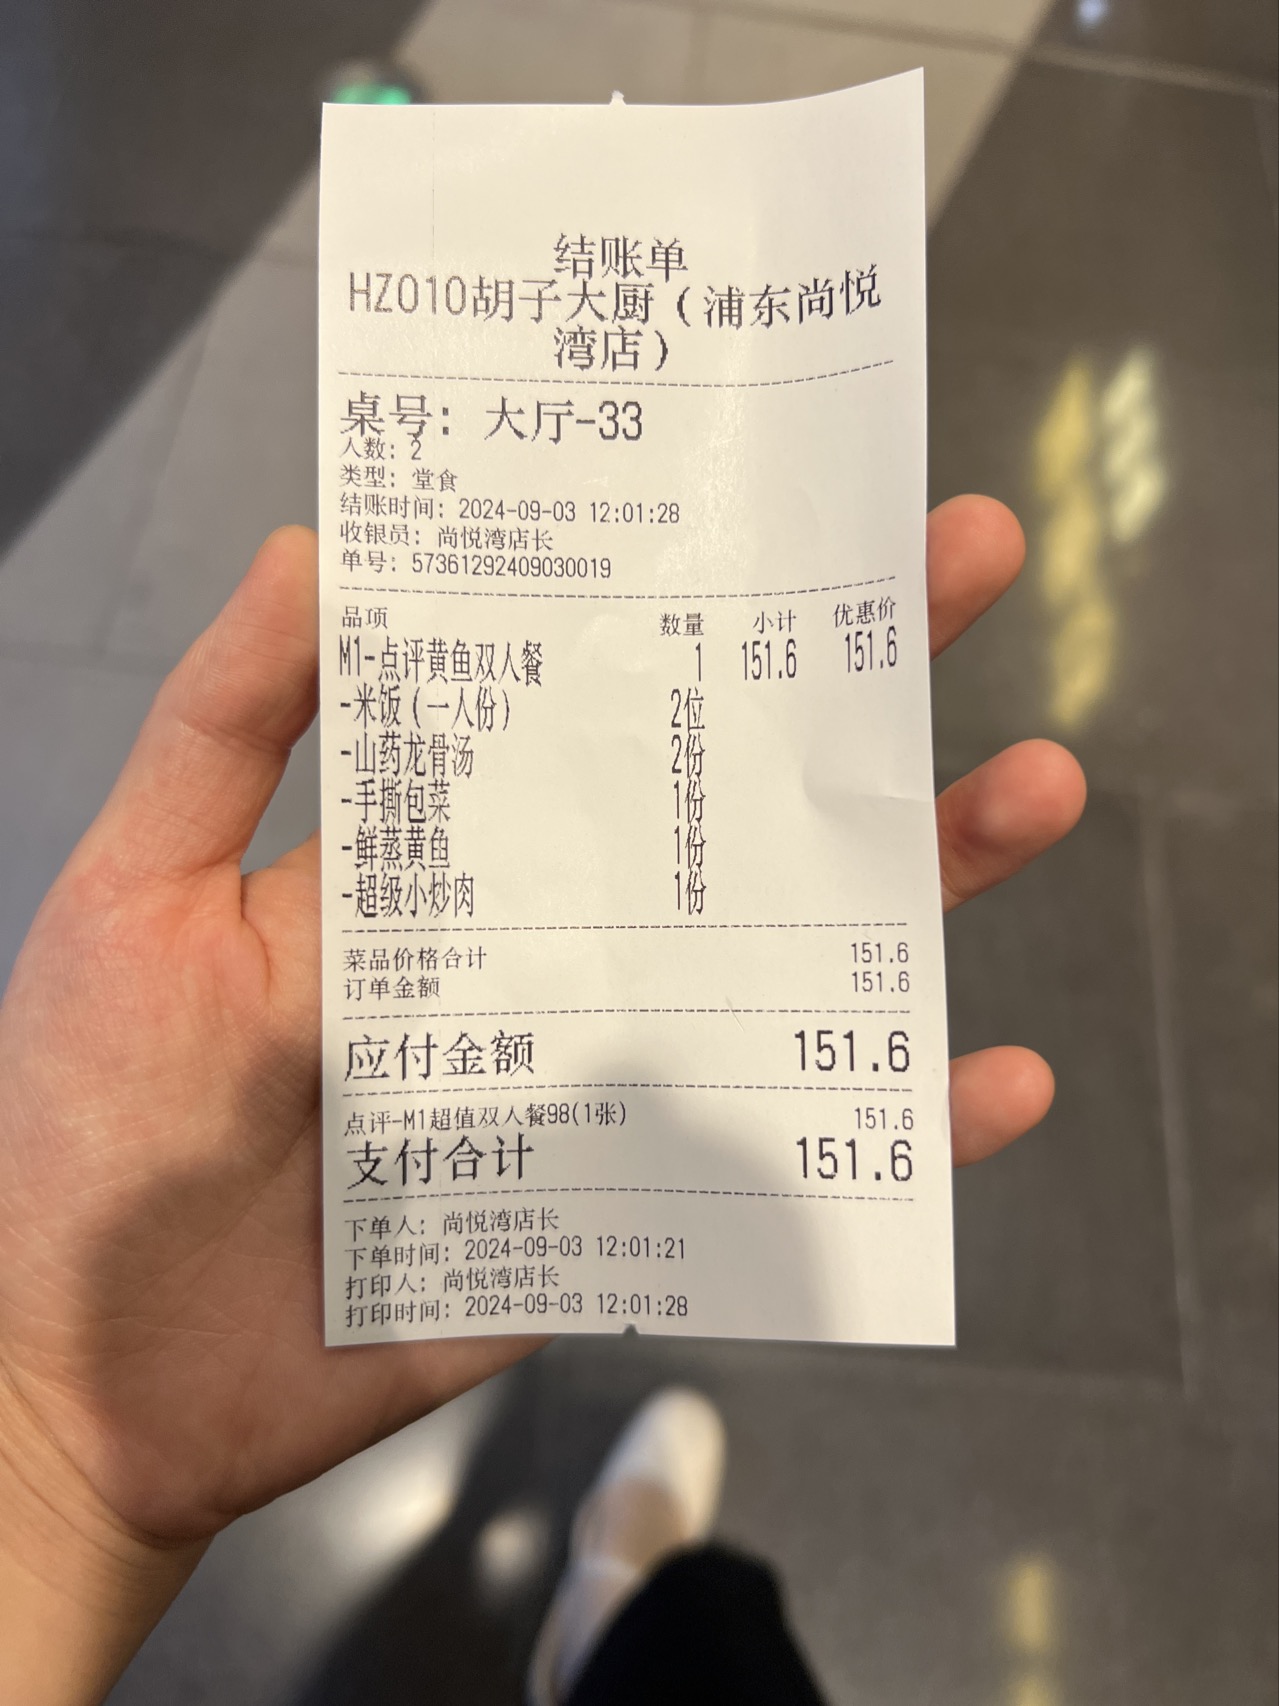 结账单
HZ010胡子大厨（浦东尚悦
湾店）
桌号：大厅-33
人数：2
类型：堂食
结账时间：2024-09-03 12:01:28
收银员：尚悦湾店长
单号：57361292409030019
品项 数量 小计 优惠价
M1-点评黄鱼双人餐 1 151.6 151.6
-米饭（一人份） 2位
-山药龙骨汤 2份
-手撕包菜 1份
-鲜蒸黄鱼 1份
-超级小炒肉 1份
菜品价格合计 151.6
订单金额 151.6
应付金额 151.6
点评-M1超值双人餐98(1张) 151.6
支付合计 151.6
下单人：尚悦湾店长
下单时间：2024-09-03 12:01:21
打印人：尚悦湾店长
打印时间：2024-09-03 12:01:28